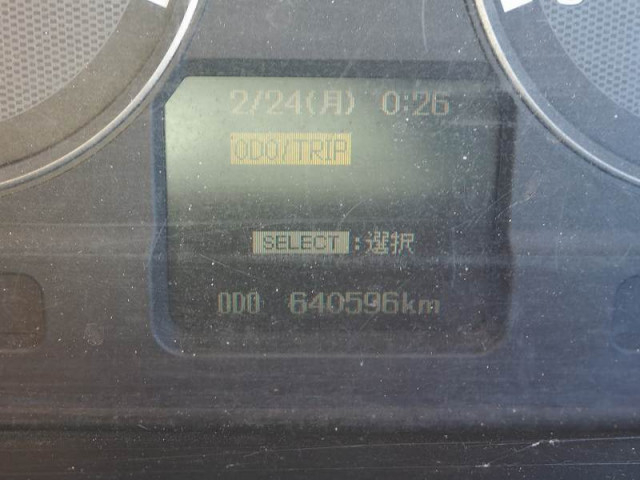 2/24(月) 0:26
ODO/TRIP
SELECT:選択
ODO 640596km